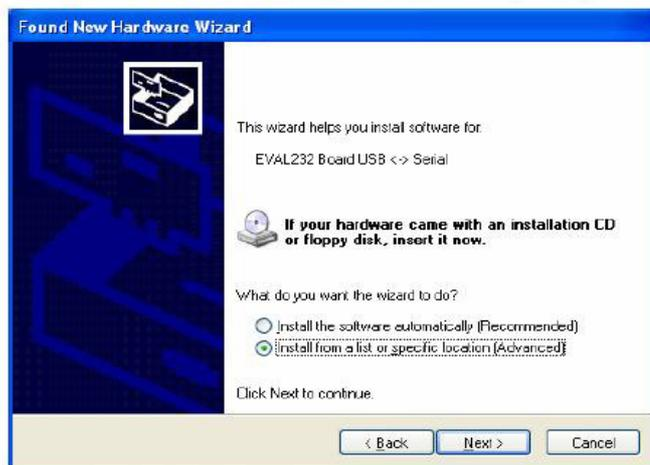 Found New Hardware Wizard
This wizard helps you install software for:
EVAL232 Board USB <-> Serial
If your hardware came with an installation CD
or floppy disk, insert it now.
What do you want the wizard to do?
Install the software automatically (Recommended)
Install from a list or specific location (Advanced)
Click Next to continue.
< Back
Next >
Cancel